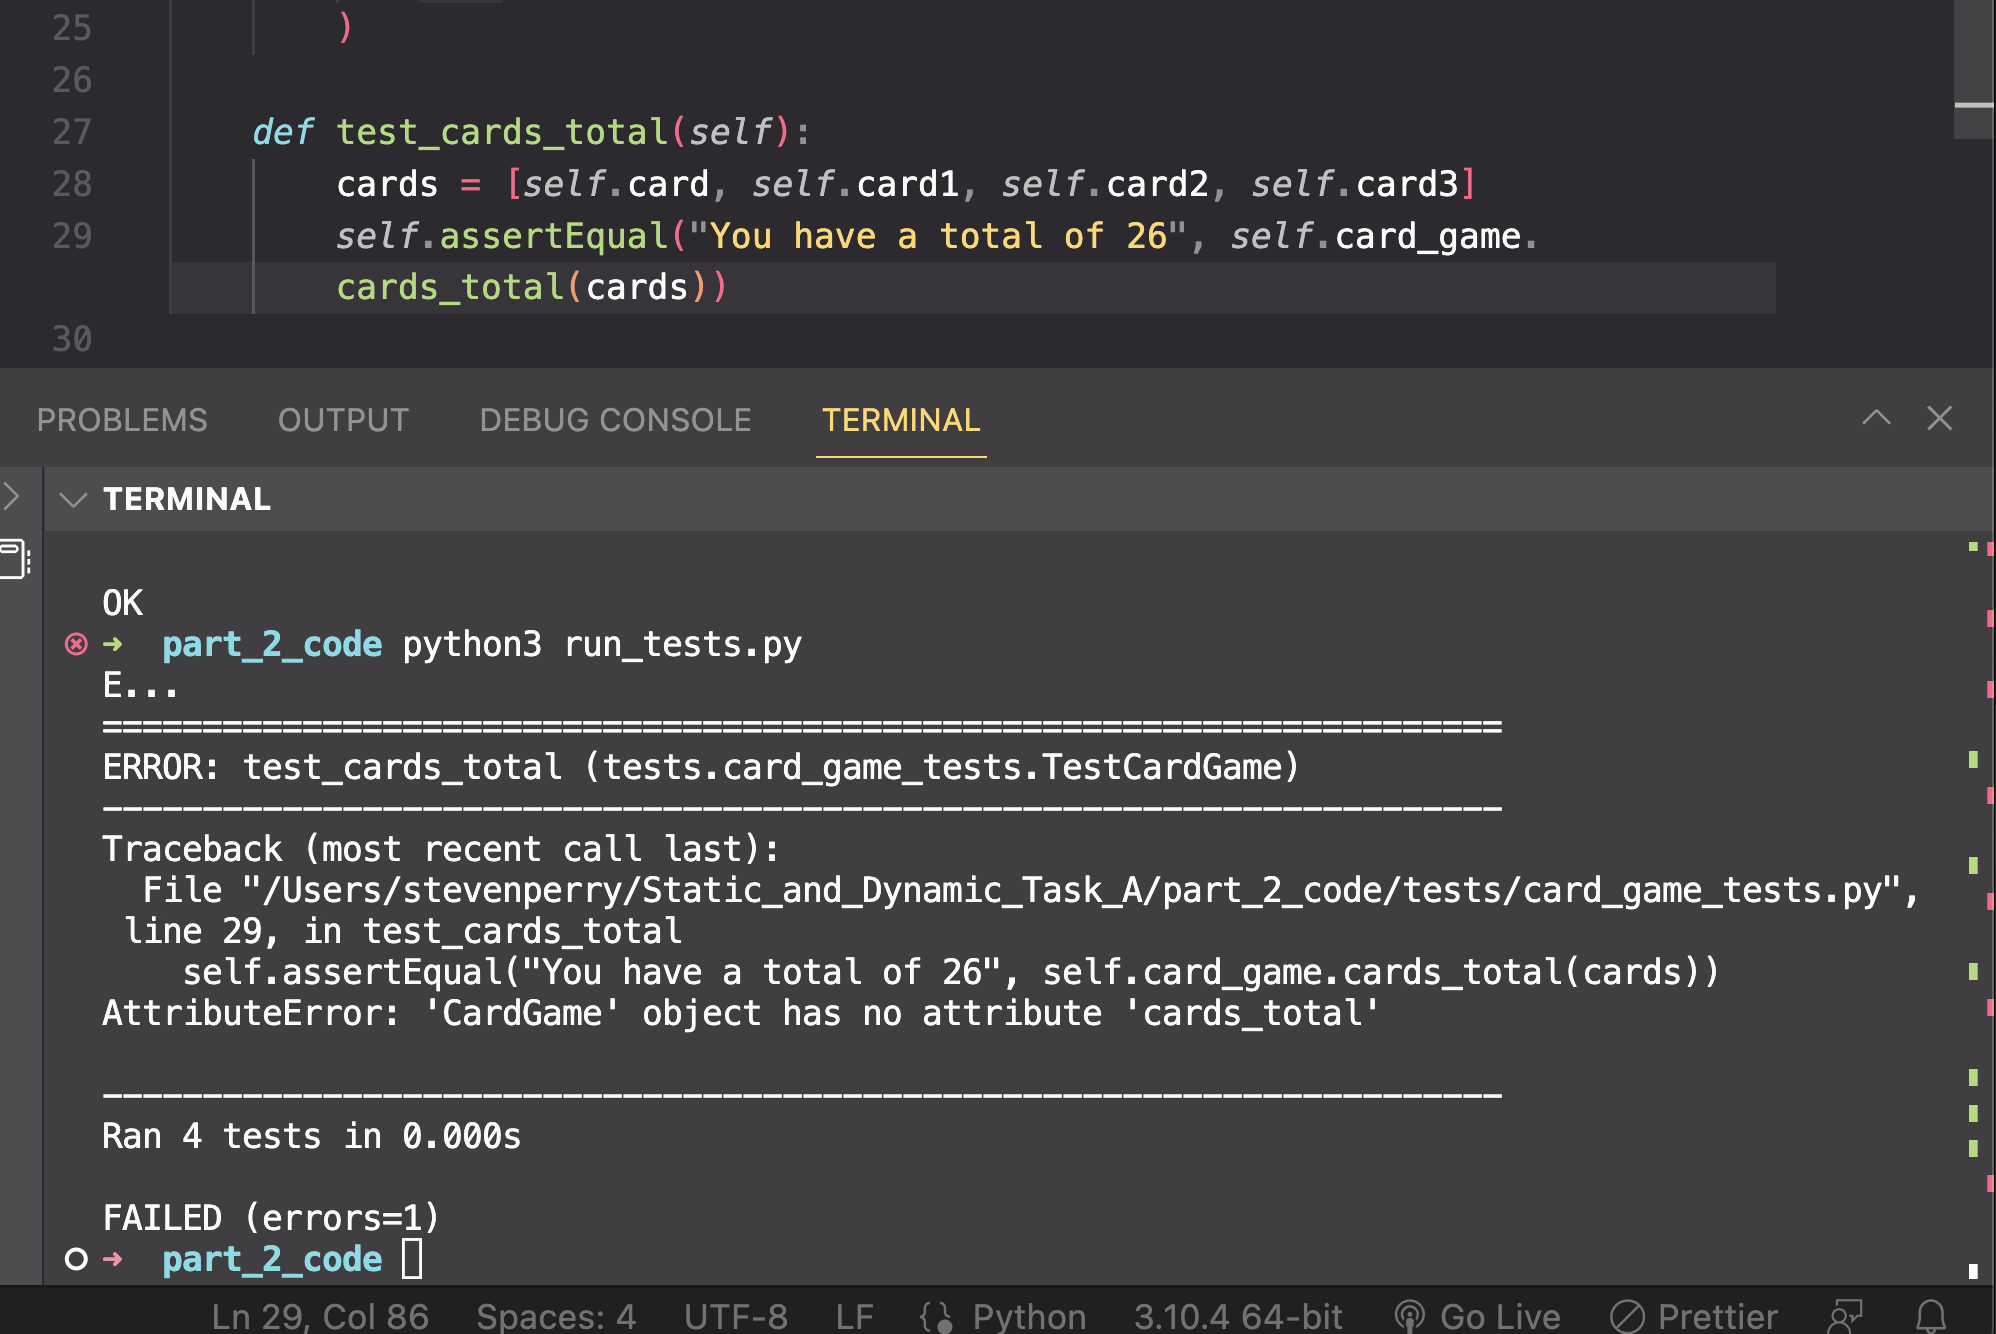 25 )
26
27 def test_cards_total(self):
28 cards = [self.card, self.card1, self.card2, self.card3]
29 self.assertEqual("You have a total of 26", self.card_game.
cards_total(cards))
30
PROBLEMS OUTPUT DEBUG CONSOLE TERMINAL
TERMINAL
OK
➜ part_2_code python3 run_tests.py
E...
======================================================================
ERROR: test_cards_total (tests.card_game_tests.TestCardGame)
----------------------------------------------------------------------
Traceback (most recent call last):
File "/Users/stevenperry/Static_and_Dynamic_Task_A/part_2_code/tests/card_game_tests.py",
line 29, in test_cards_total
self.assertEqual("You have a total of 26", self.card_game.cards_total(cards))
AttributeError: 'CardGame' object has no attribute 'cards_total'
----------------------------------------------------------------------
Ran 4 tests in 0.000s
FAILED (errors=1)
➜ part_2_code
Ln 29, Col 86 Spaces: 4 UTF-8 LF Python 3.10.4 64-bit Go Live Prettier